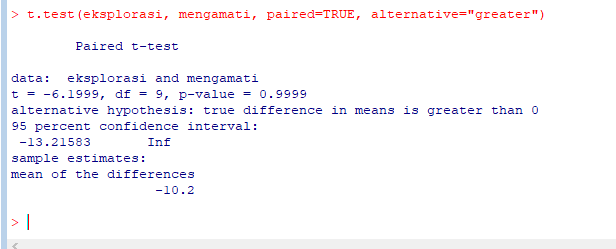 > t.test(eksplorasi, mengamati, paired=TRUE, alternative="greater")
Paired t-test
data:  eksplorasi and mengamati
t = -6.1999, df = 9, p-value = 0.9999
alternative hypothesis: true difference in means is greater than 0
95 percent confidence interval:
-13.21583       Inf
sample estimates:
mean of the differences
-10.2
>